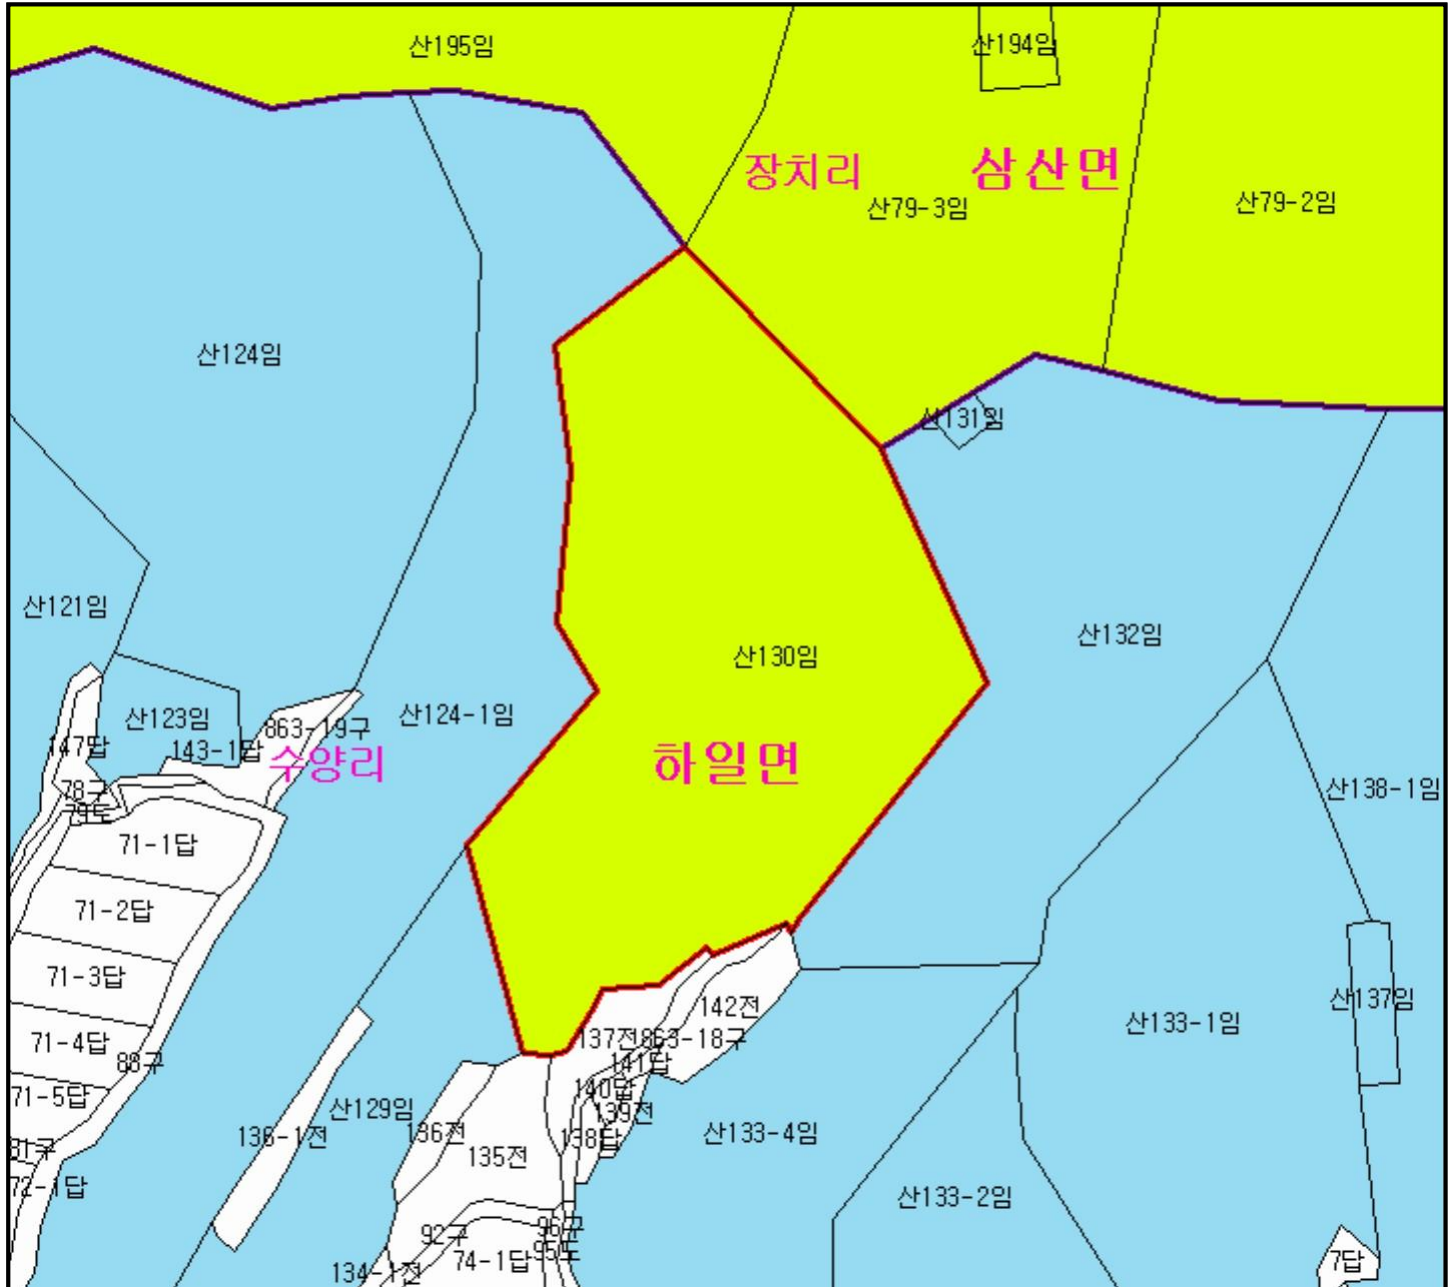 산195임
산194임
장치리
삼산면
산79-3임
산79-2임
산124임
산131임
산121임
산132임
산130임
산123임
산124-1임
863-19구
147답
143-1답
수양리
하일면
78구
79도
산138-1임
71-1답
71-2답
71-3답
142전
산137임
산133-1임
137전
863-18구
71-4답
88구
141답
140답
71-5답
산129임
139전
136-1전
136전
138답
산133-4임
81구
135전
72-1답
산133-2임
92구
96구
95도
74-1답
7답
134-1전